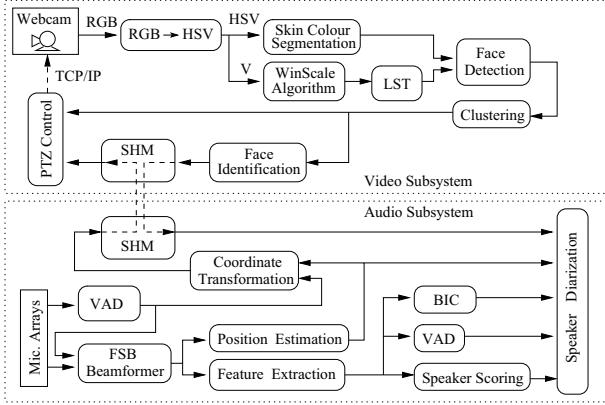 Webcam
RGB
RGB → HSV
HSV
Skin Colour
Segmentation
V
WinScale
Algorithm
LST
Face
Detection
TCP/IP
PTZ Control
Clustering
SHM
Face
Identification
Video Subsystem
Audio Subsystem
SHM
Coordinate
Transformation
Speaker Diarization
Mic. Arrays
VAD
BIC
FSB
Beamformer
Position Estimation
VAD
Feature Extraction
Speaker Scoring